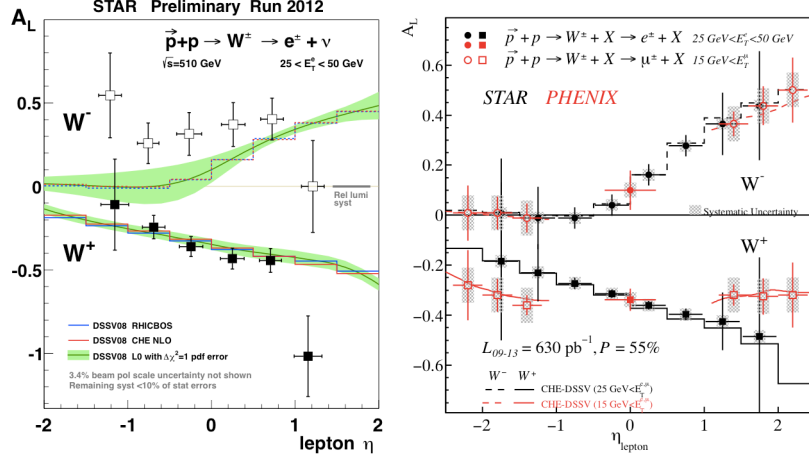 STAR Preliminary Run 2012
A_L
p⃗+p → W± → e± + ν
√s=510 GeV 25 < E_T^e < 50 GeV
0.5
W-
0
Rel lumi
syst
W+
-0.5
DSSV08 RHICBOS
DSSV08 CHE NLO
DSSV08 L0 with Δχ²=1 pdf error
-1
3.4% beam pol scale uncertainty not shown
Remaining syst <10% of stat errors
-2 -1 0 1 2
lepton η
A_L
p⃗ + p → W± + X → e± + X 25 GeV<E_T^e<50 GeV
p⃗ + p → W± + X → μ± + X 15 GeV<E_T^μ
0.6
STAR PHENIX
0.4
0.2
W-
Systematic Uncertainty
0
W+
-0.2
-0.4
L_09-13 = 630 pb⁻¹, P = 55%
-0.6
W- W+
CHE-DSSV (25 GeV<E_T^e,μ)
CHE-DSSV (15 GeV<E_T^e,μ)
-2 -1 0 1 2
η_lepton